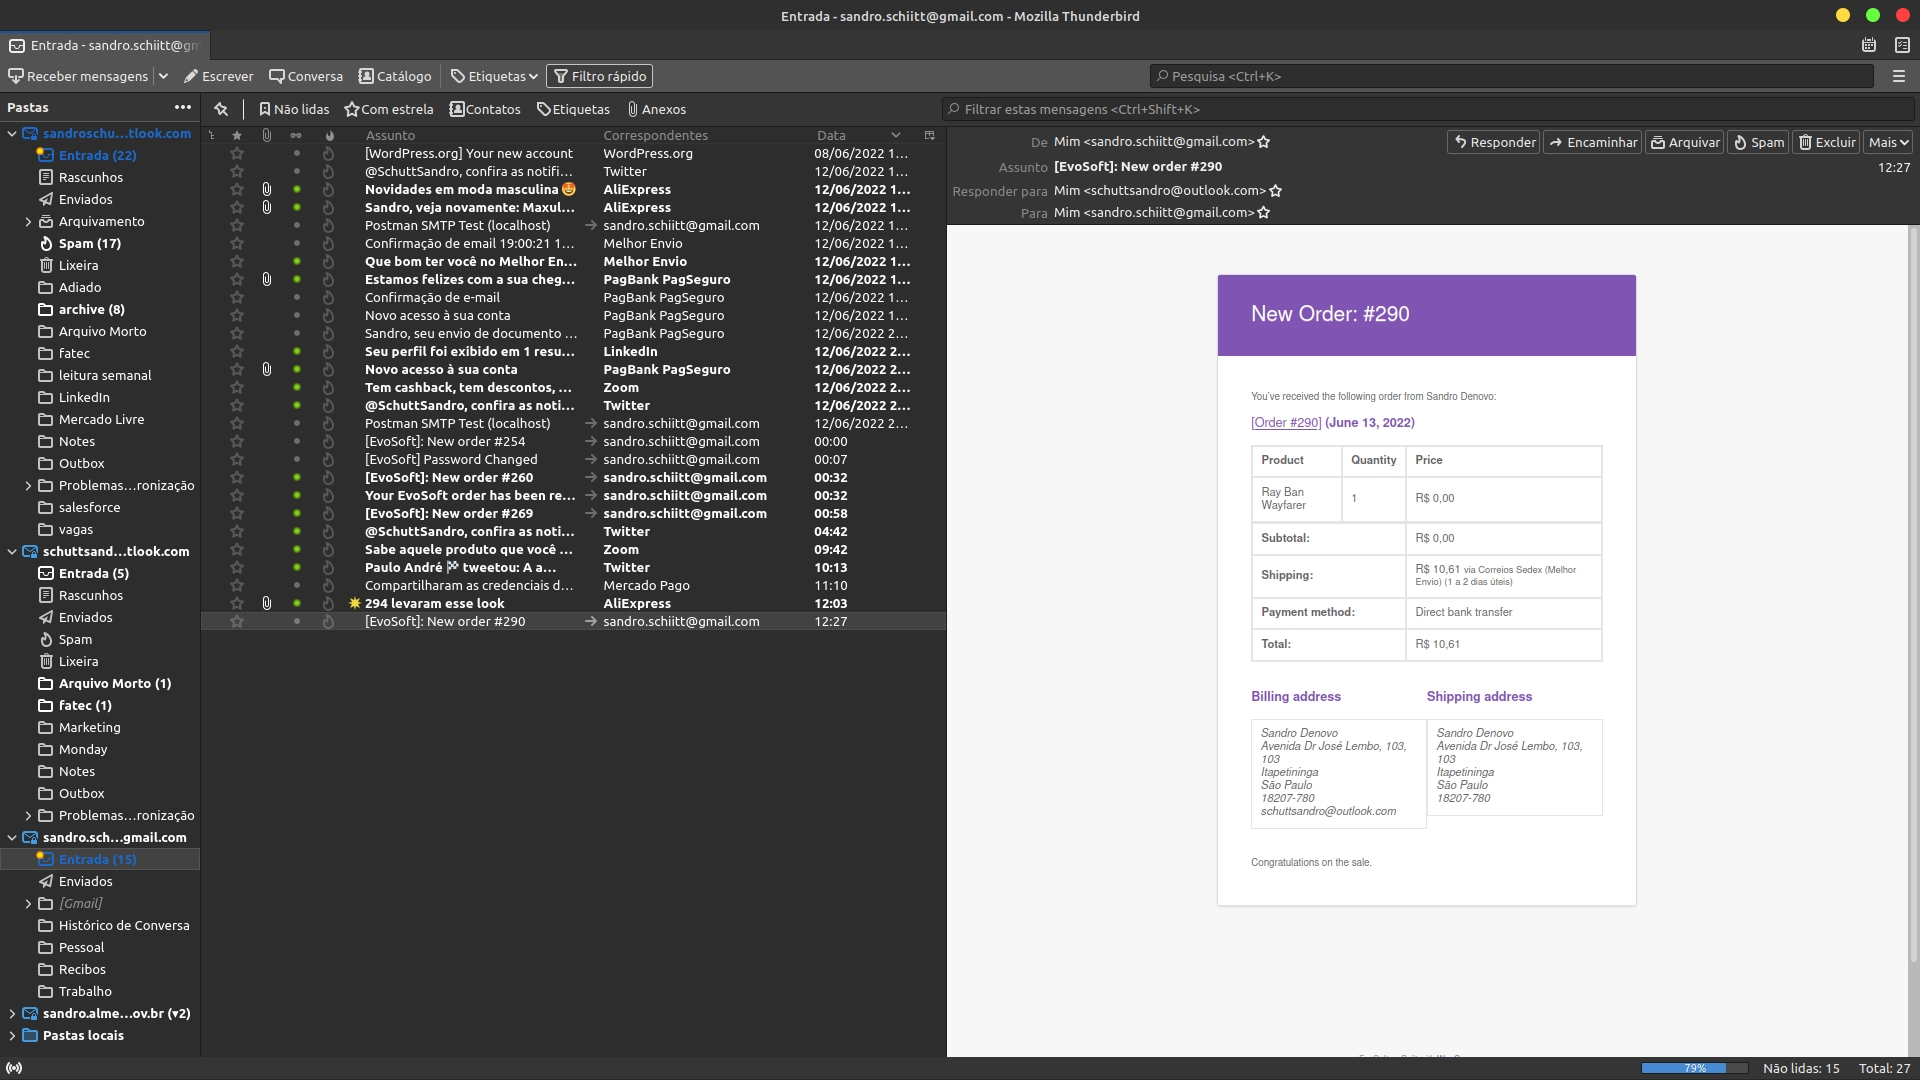 Entrada - sandro.schiitt@gmail.com - Mozilla Thunderbird
Entrada - sandro.schiitt@gm
Receber mensagens
Escrever
Conversa
Catálogo
Etiquetas
Filtro rápido
Pesquisa <Ctrl+K>
Pastas
sandroschu...tlook.com
Entrada (22)
Rascunhos
Enviados
Arquivamento
Spam (17)
Lixeira
Adiado
archive (8)
Arquivo Morto
fatec
leitura semanal
LinkedIn
Mercado Livre
Notes
Outbox
Problemas...ronização
salesforce
vagas
schuttsand...tlook.com
Entrada (5)
Rascunhos
Enviados
Spam
Lixeira
Arquivo Morto (1)
fatec (1)
Marketing
Monday
Notes
Outbox
Problemas...ronização
sandro.sch...gmail.com
Entrada (15)
Enviados
[Gmail]
Histórico de Conversa
Pessoal
Recibos
Trabalho
sandro.alme...ov.br (▾2)
Pastas locais
Não lidas
Com estrela
Contatos
Etiquetas
Anexos
Filtrar estas mensagens <Ctrl+Shift+K>
Assunto Correspondentes Data
[WordPress.org] Your new account WordPress.org 08/06/2022 1...
@SchuttSandro, confira as notifi... Twitter 12/06/2022 1...
Novidades em moda masculina 🤩 AliExpress 12/06/2022 1...
Sandro, veja novamente: Maxul... AliExpress 12/06/2022 1...
Postman SMTP Test (localhost) → sandro.schiitt@gmail.com 12/06/2022 1...
Confirmação de email 19:00:21 1... Melhor Envio 12/06/2022 1...
Que bom ter você no Melhor En... Melhor Envio 12/06/2022 1...
Estamos felizes com a sua cheg... PagBank PagSeguro 12/06/2022 1...
Confirmação de e-mail PagBank PagSeguro 12/06/2022 1...
Novo acesso à sua conta PagBank PagSeguro 12/06/2022 1...
Sandro, seu envio de documento ... PagBank PagSeguro 12/06/2022 2...
Seu perfil foi exibido em 1 resu... LinkedIn 12/06/2022 2...
Novo acesso à sua conta PagBank PagSeguro 12/06/2022 2...
Tem cashback, tem descontos, ... Zoom 12/06/2022 2...
@SchuttSandro, confira as noti... Twitter 12/06/2022 2...
Postman SMTP Test (localhost) → sandro.schiitt@gmail.com 12/06/2022 2...
[EvoSoft]: New order #254 → sandro.schiitt@gmail.com 00:00
[EvoSoft] Password Changed → sandro.schiitt@gmail.com 00:07
[EvoSoft]: New order #260 → sandro.schiitt@gmail.com 00:32
Your EvoSoft order has been re... → sandro.schiitt@gmail.com 00:32
[EvoSoft]: New order #269 → sandro.schiitt@gmail.com 00:58
@SchuttSandro, confira as noti... Twitter 04:42
Sabe aquele produto que você ... Zoom 09:42
Paulo André 🏁 tweetou: A a... Twitter 10:13
Compartilharam as credenciais d... Mercado Pago 11:10
294 levaram esse look AliExpress 12:03
[EvoSoft]: New order #290 → sandro.schiitt@gmail.com 12:27
De Mim <sandro.schiitt@gmail.com>
Responder
Encaminhar
Arquivar
Spam
Excluir
Mais
Assunto [EvoSoft]: New order #290 12:27
Responder para Mim <schuttsandro@outlook.com>
Para Mim <sandro.schiitt@gmail.com>
New Order: #290
You've received the following order from Sandro Denovo:
[Order #290] (June 13, 2022)
Product Quantity Price
Ray Ban
Wayfarer
1
R$ 0,00
Subtotal: R$ 0,00
Shipping:
R$ 10,61 via Correios Sedex (Melhor
Envio) (1 a 2 dias úteis)
Payment method: Direct bank transfer
Total: R$ 10,61
Billing address
Sandro Denovo
Avenida Dr José Lembo, 103,
103
Itapetininga
São Paulo
18207-780
schuttsandro@outlook.com
Shipping address
Sandro Denovo
Avenida Dr José Lembo, 103,
103
Itapetininga
São Paulo
18207-780
Congratulations on the sale.
79%
Não lidas: 15
Total: 27